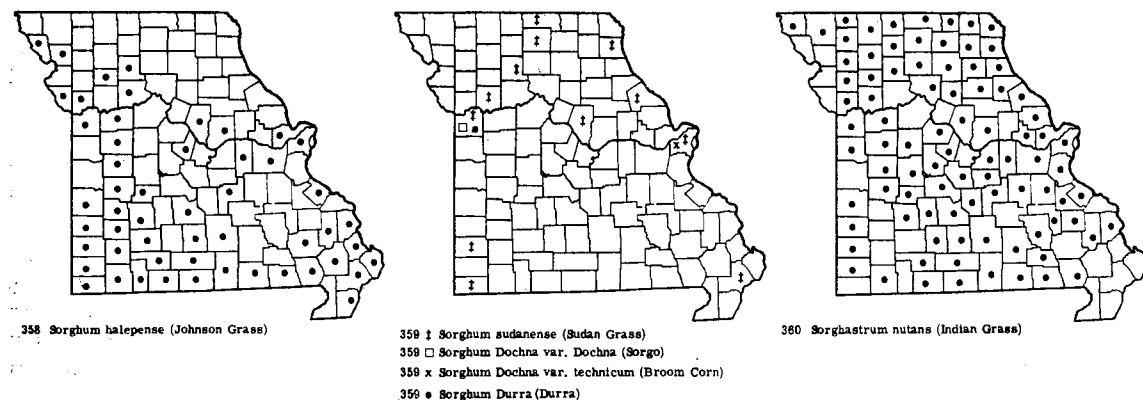 358 Sorghum halepense (Johnson Grass)
359 ‡ Sorghum sudanense (Sudan Grass)
359 □ Sorghum Dochna var. Dochna (Sorgo)
359 x Sorghum Dochna var. technicum (Broom Corn)
359 • Sorghum Durra (Durra)
360 Sorghastrum nutans (Indian Grass)